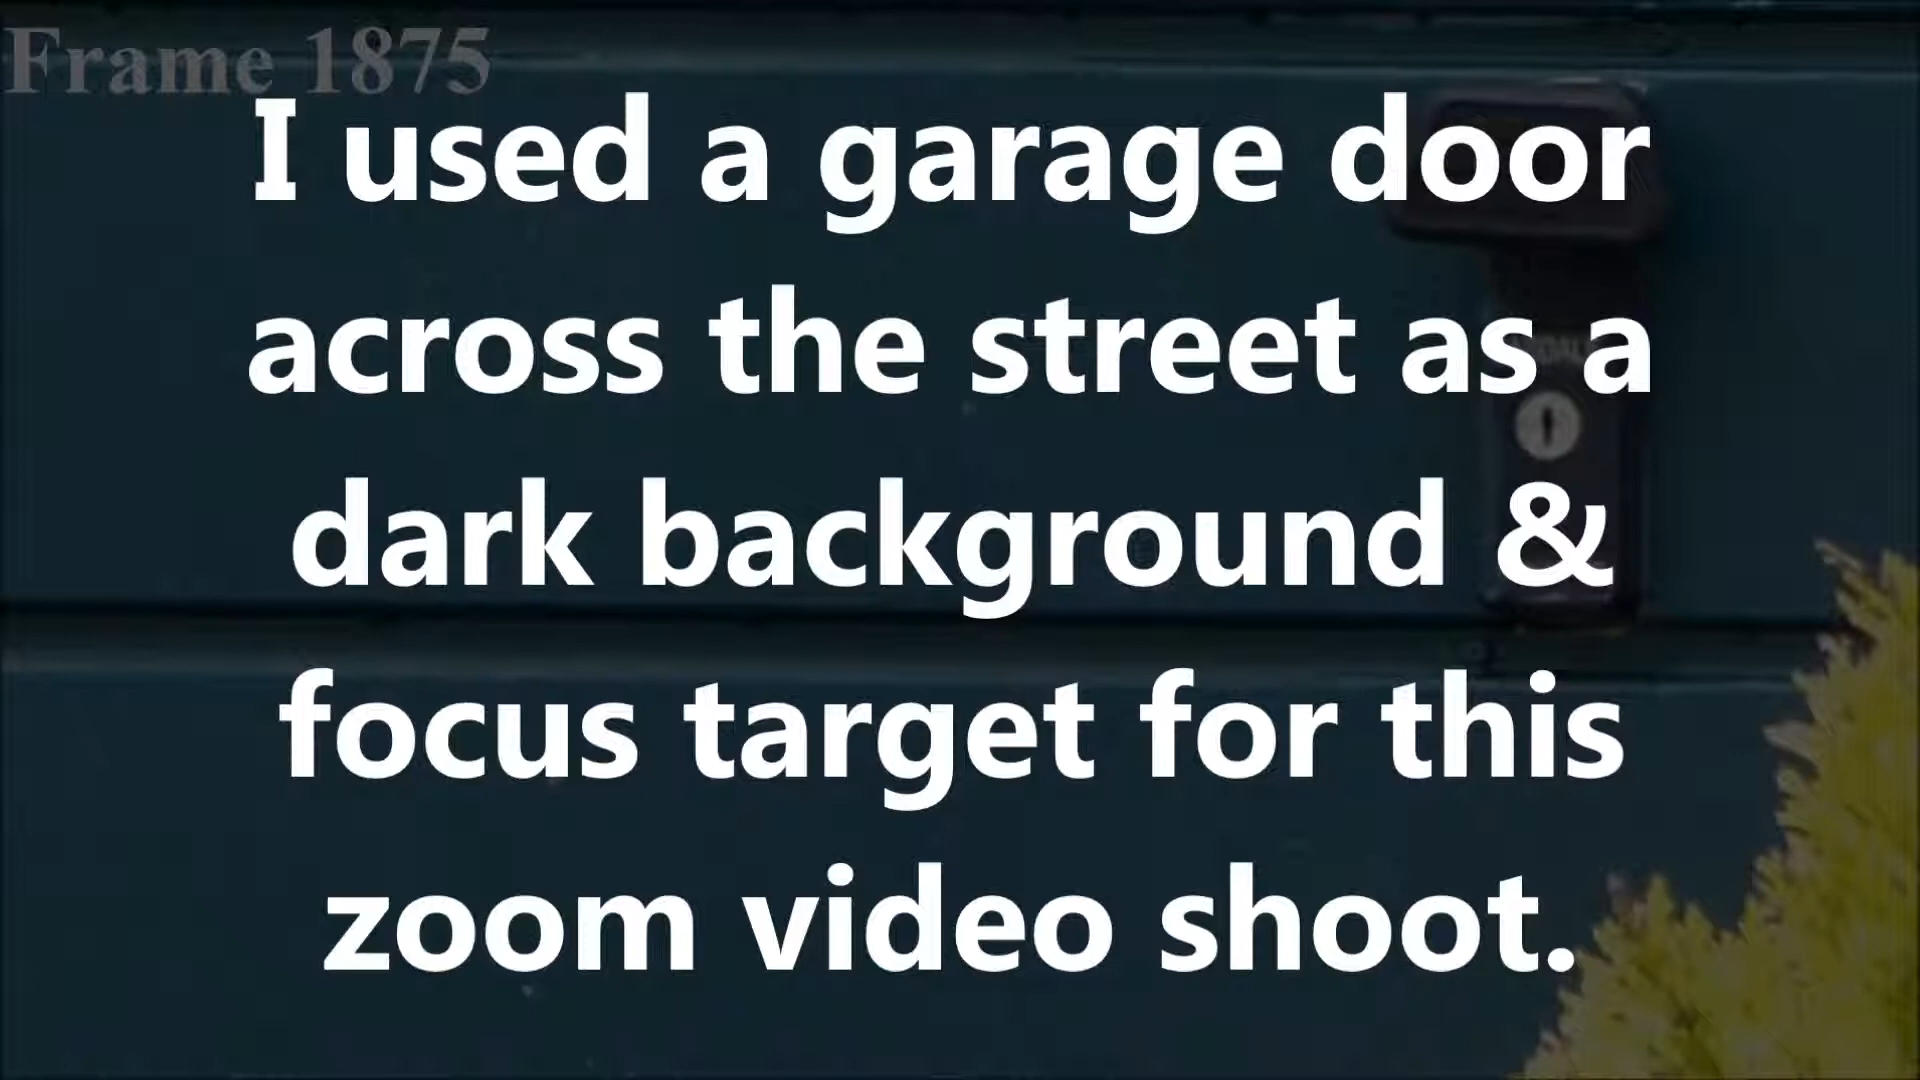 Frame 1875
I used a garage door
across the street as a
dark background &
focus target for this
zoom video shoot.